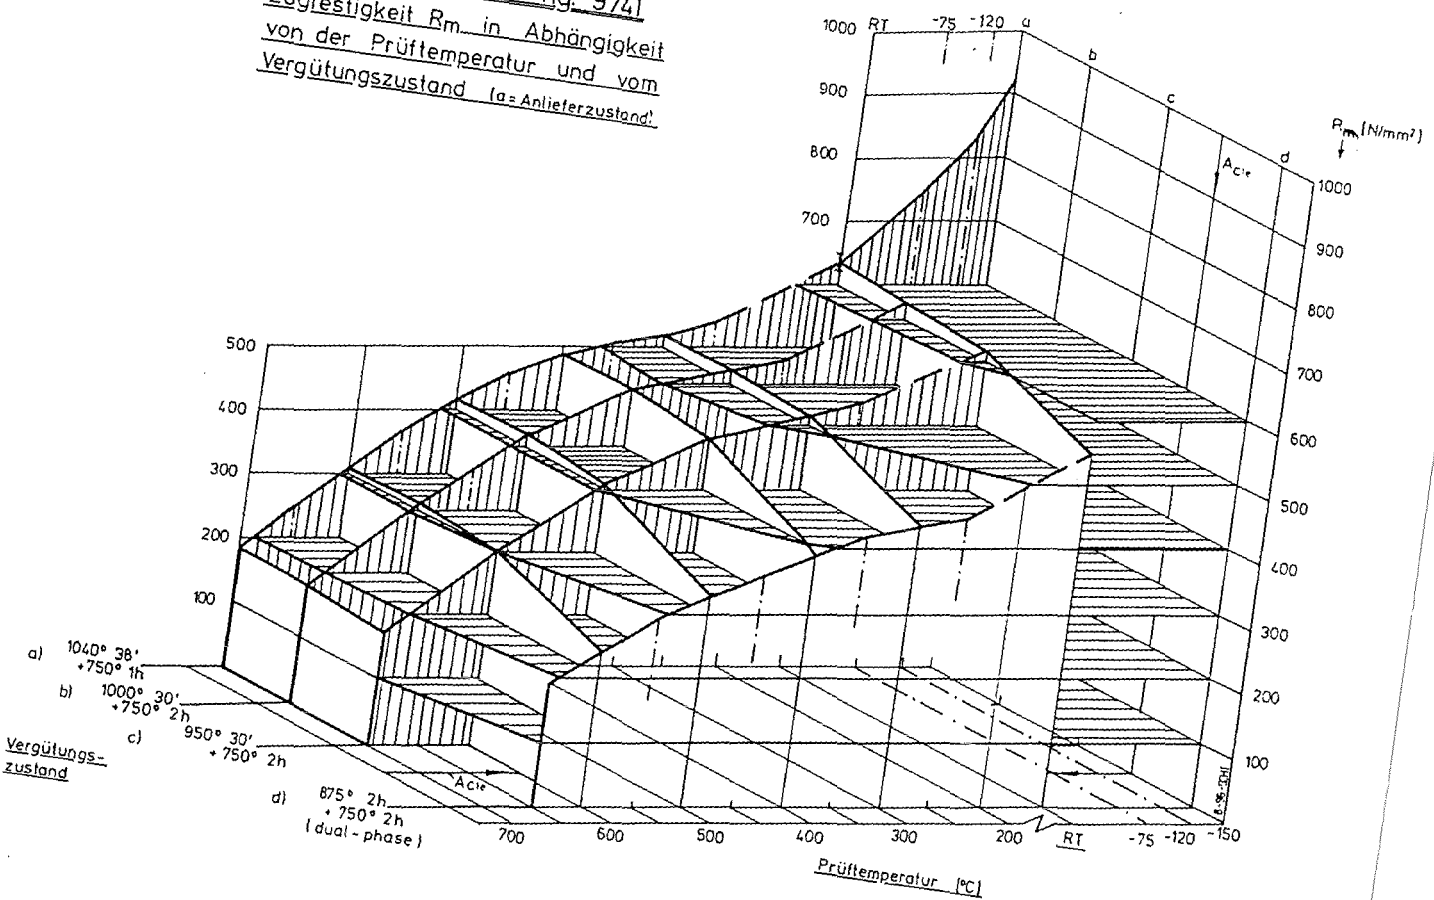 9741
Zugfestigkeit Rm in Abhängigkeit
von der Prüftemperatur und vom
Vergütungszustand (a = Anlieferzustand)
1000 RT -75 -120 a
b
c
d
900
800
700
Rm [N/mm²]
Ac1e
1000
900
800
700
600
500
400
300
200
100
500
400
300
200
100
a) 1040° 38'
+750° 1h
b) 1000° 30'
+750° 2h
c) 950° 30'
+750° 2h
Vergütungs-
zustand
Ac1e
d) 875° 2h
+ 750° 2h
(dual-phase)
700 600 500 400 300 200 RT -75 -120 -150
Prüftemperatur [°C]